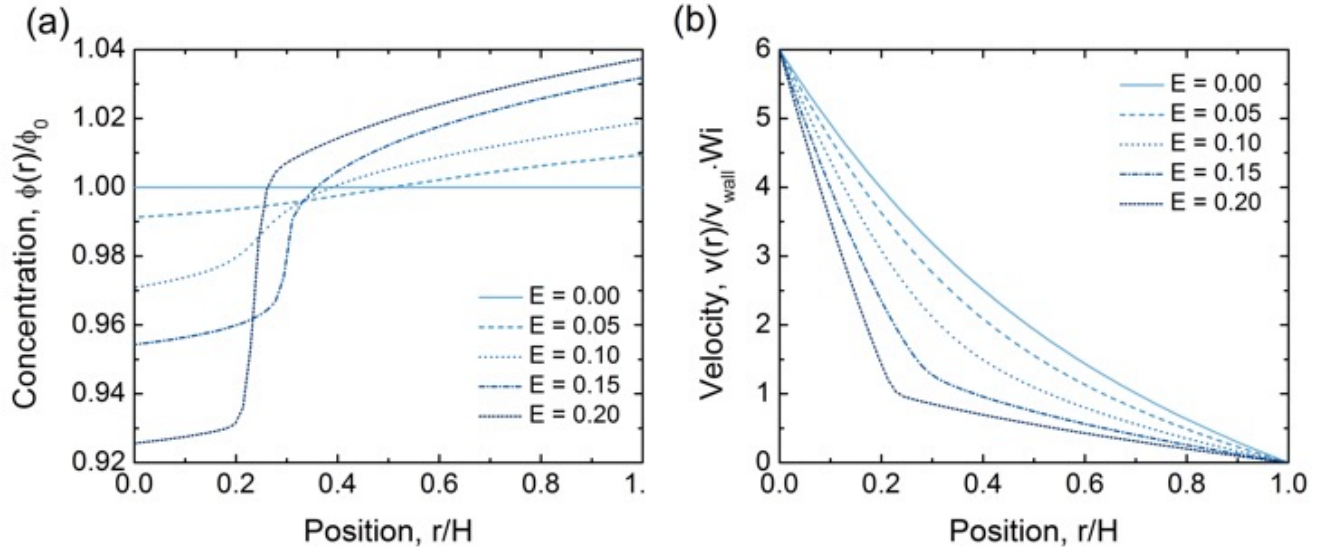 (a)
1.04
1.02
1.00
0.98
0.96
0.94
0.92
Concentration, ϕ(r)/ϕ0
E = 0.00
E = 0.05
E = 0.10
E = 0.15
E = 0.20
0.0 0.2 0.4 0.6 0.8 1.
Position, r/H
(b)
6
5
4
3
2
1
0
Velocity, v(r)/vwall·Wi
E = 0.00
E = 0.05
E = 0.10
E = 0.15
E = 0.20
0.0 0.2 0.4 0.6 0.8 1.0
Position, r/H